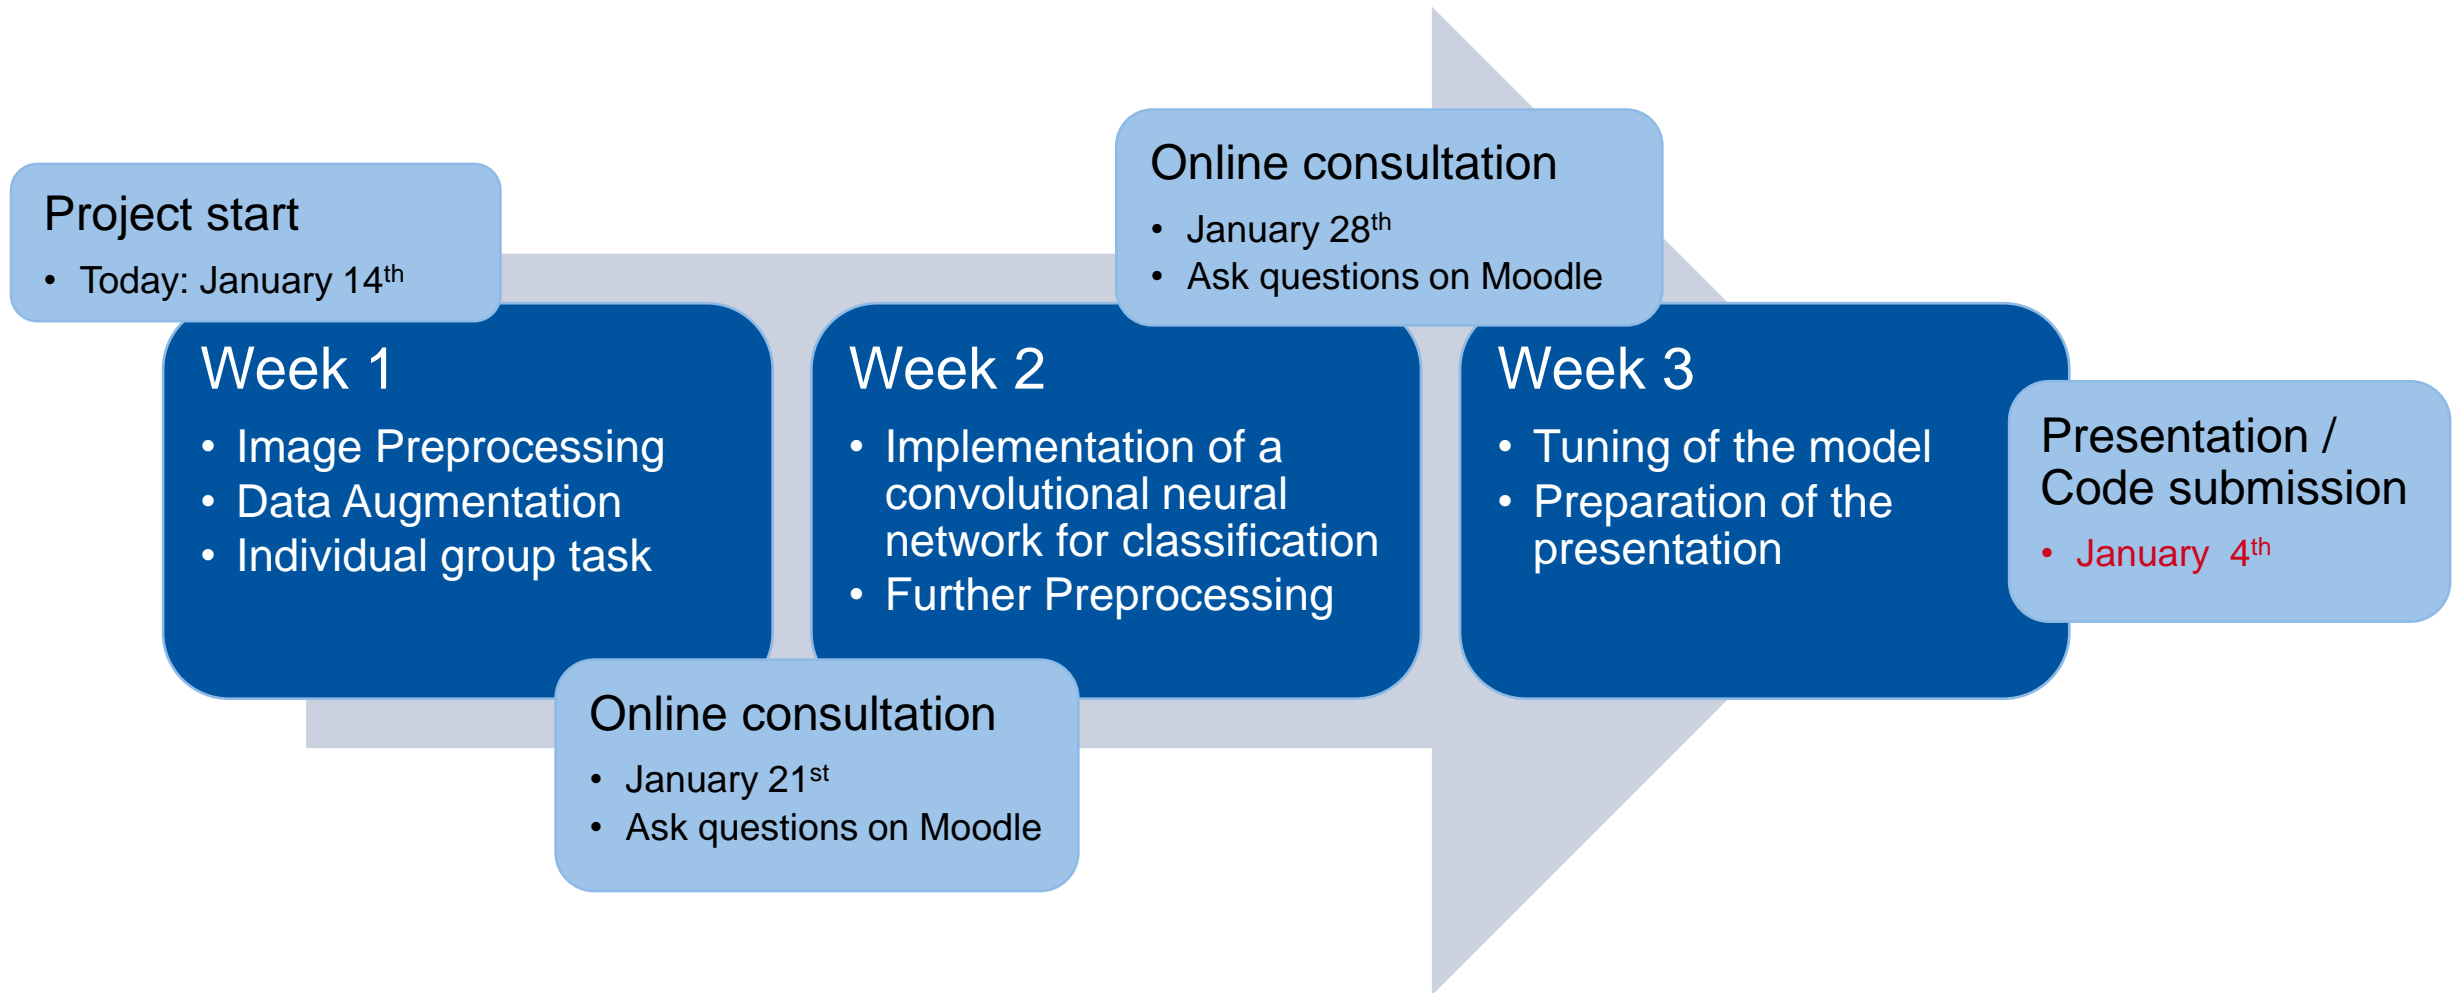 Project start
• Today: January 14th
Week 1
• Image Preprocessing
• Data Augmentation
• Individual group task
Online consultation
• January 21st
• Ask questions on Moodle
Week 2
• Implementation of a
convolutional neural
network for classification
• Further Preprocessing
Online consultation
• January 28th
• Ask questions on Moodle
Week 3
• Tuning of the model
• Preparation of the
presentation
Presentation /
Code submission
• January 4th